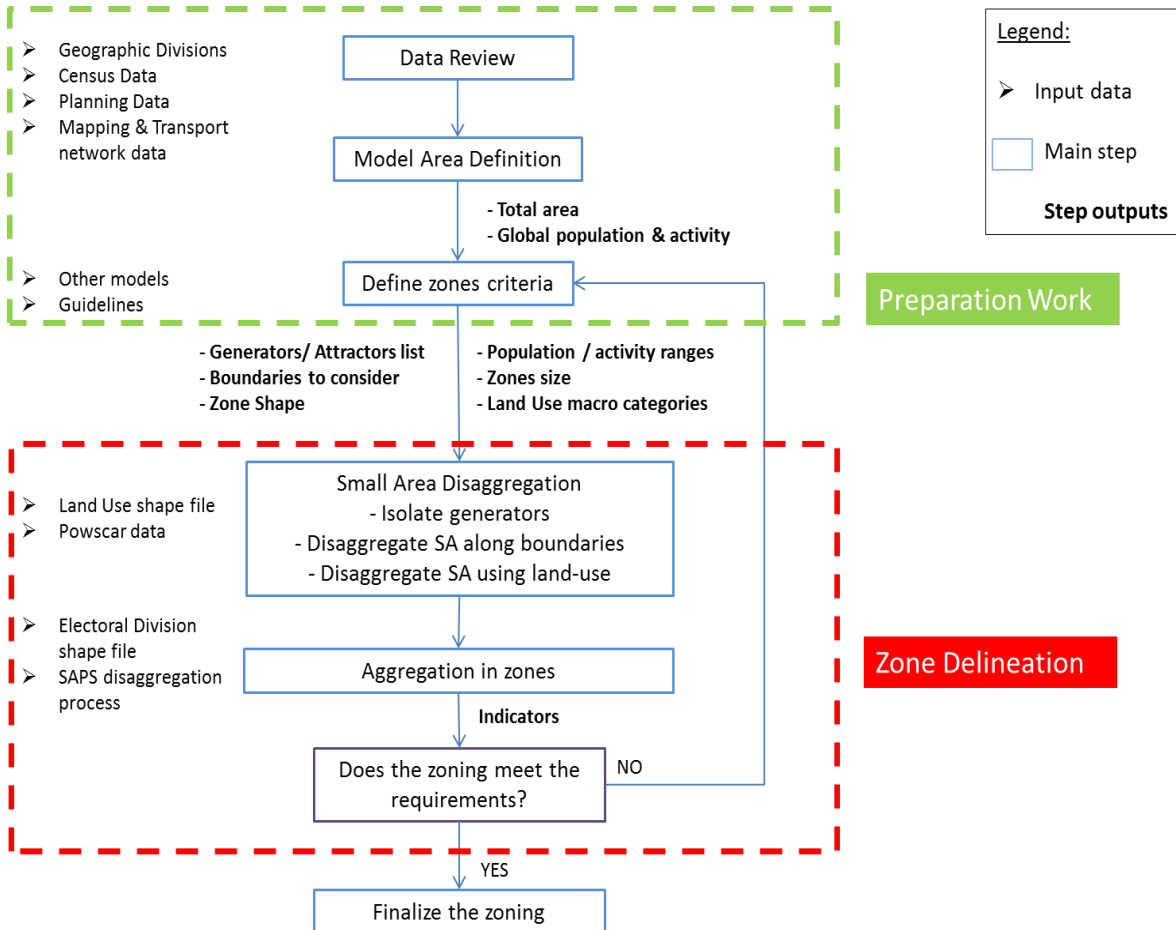 Geographic Divisions
Census Data
Planning Data
Mapping & Transport
network data
Data Review
Model Area Definition
- Total area
- Global population & activity
Other models
Guidelines
Define zones criteria
Legend:
Input data
Main step
Step outputs
Preparation Work
- Generators/ Attractors list
- Boundaries to consider
- Zone Shape
- Population / activity ranges
- Zones size
- Land Use macro categories
Land Use shape file
Powscar data
Small Area Disaggregation
- Isolate generators
- Disaggregate SA along boundaries
- Disaggregate SA using land-use
Electoral Division
shape file
SAPS disaggregation
process
Aggregation in zones
Zone Delineation
Indicators
Does the zoning meet the
requirements?
NO
YES
Finalize the zoning